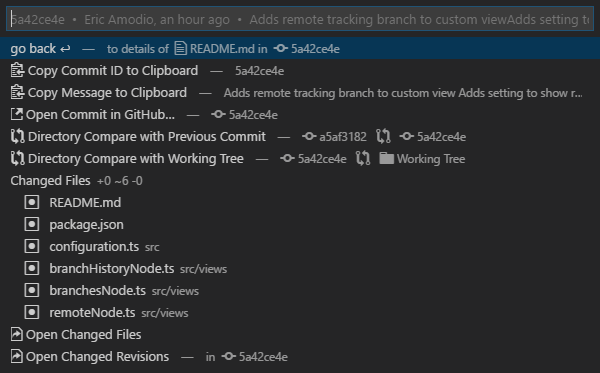 5a42ce4e • Eric Amodio, an hour ago • Adds remote tracking branch to custom viewAdds setting to
go back ↩ — to details of README.md in 5a42ce4e
Copy Commit ID to Clipboard — 5a42ce4e
Copy Message to Clipboard — Adds remote tracking branch to custom view Adds setting to show r...
Open Commit in GitHub... — 5a42ce4e
Directory Compare with Previous Commit — a5af3182 5a42ce4e
Directory Compare with Working Tree — 5a42ce4e Working Tree
Changed Files +0 ~6 -0
README.md
package.json
configuration.ts src
branchHistoryNode.ts src/views
branchesNode.ts src/views
remoteNode.ts src/views
Open Changed Files
Open Changed Revisions — in 5a42ce4e